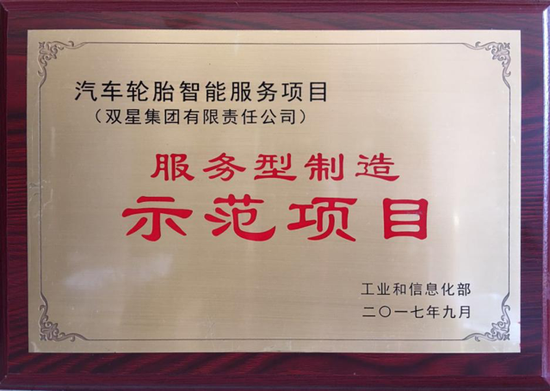 汽车轮胎智能服务项目
（双星集团有限责任公司）
服务型制造
示范项目
工业和信息化部
二〇一七年九月